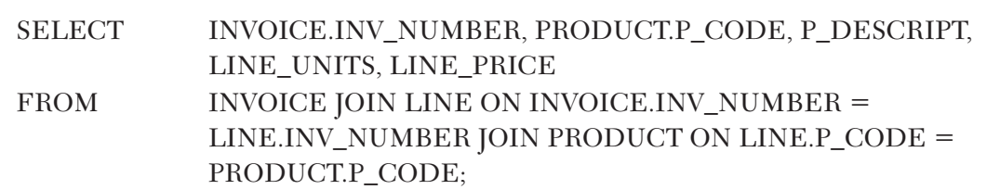 SELECT INVOICE.INV_NUMBER, PRODUCT.P_CODE, P_DESCRIPT,
LINE_UNITS, LINE_PRICE
FROM INVOICE JOIN LINE ON INVOICE.INV_NUMBER =
LINE.INV_NUMBER JOIN PRODUCT ON LINE.P_CODE =
PRODUCT.P_CODE;